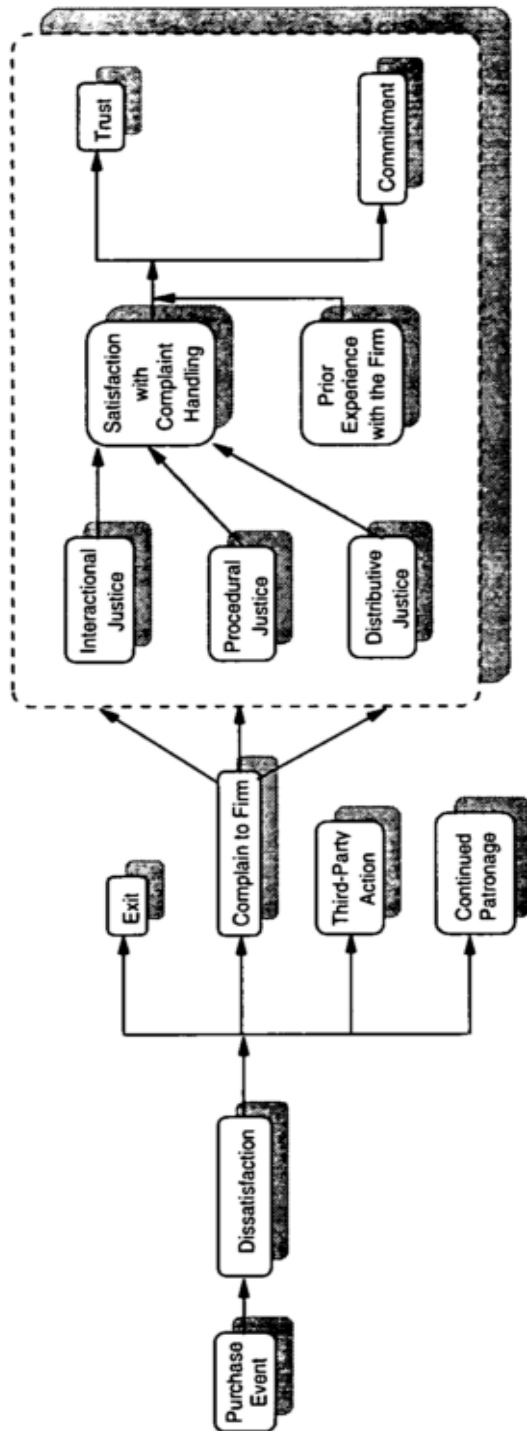 Purchase
Event
Dissatisfaction
Exit
Complain to Firm
Third-Party
Action
Continued
Patronage
Interactional
Justice
Procedural
Justice
Distributive
Justice
Satisfaction
with
Complaint
Handling
Prior
Experience
with the Firm
Trust
Commitment